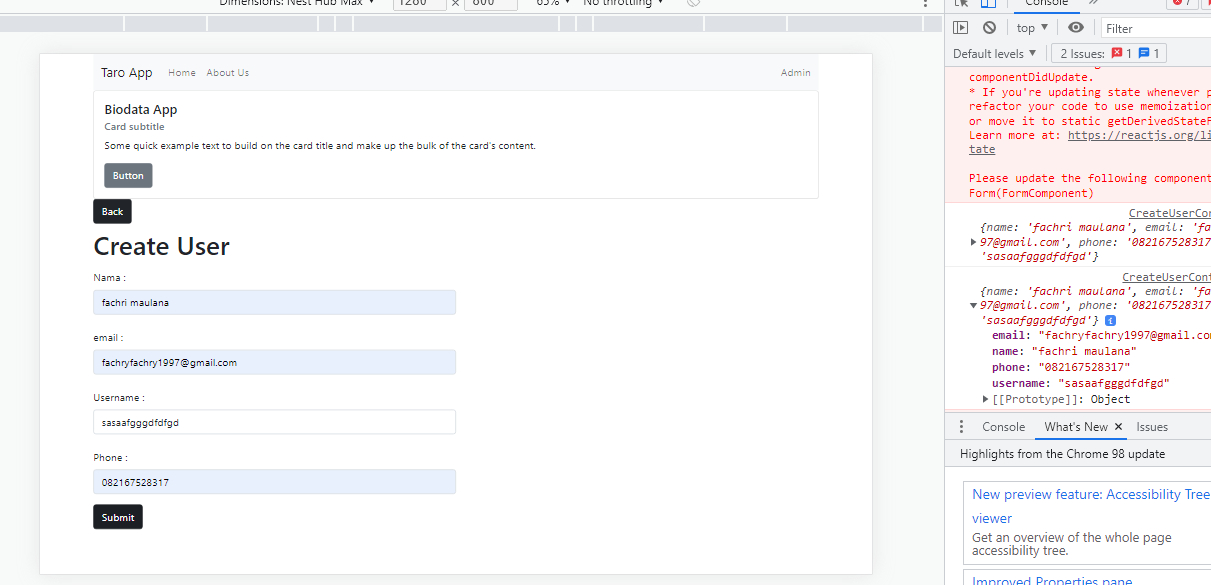 Dimensions: Nest Hub Max ▼ 1280 × 800 65% ▼ No throttling ▼
Taro App Home About Us Admin
Biodata App
Card subtitle
Some quick example text to build on the card title and make up the bulk of the card's content.
Button
Back
Create User
Nama :
fachri maulana
email :
fachryfachry1997@gmail.com
Username :
sasaafgggdfdfgd
Phone :
082167528317
Submit
Console »
top ▼ Filter
Default levels ▼ 2 Issues: 1 1
componentDidUpdate.
* If you're updating state whenever p
refactor your code to use memoization
or move it to static getDerivedStateF
Learn more at: https://reactjs.org/li
tate
Please update the following component
Form(FormComponent)
CreateUserCon
{name: 'fachri maulana', email: 'fa
97@gmail.com', phone: '082167528317
'sasaafgggdfdfgd'}
CreateUserCont
{name: 'fachri maulana', email: 'fa
97@gmail.com', phone: '082167528317
'sasaafgggdfdfgd'} i
email: "fachryfachry1997@gmail.com
name: "fachri maulana"
phone: "082167528317"
username: "sasaafgggdfdfgd"
[[Prototype]]: Object
Console What's New × Issues
Highlights from the Chrome 98 update
New preview feature: Accessibility Tree
viewer
Get an overview of the whole page
accessibility tree.
Improved Properties pane